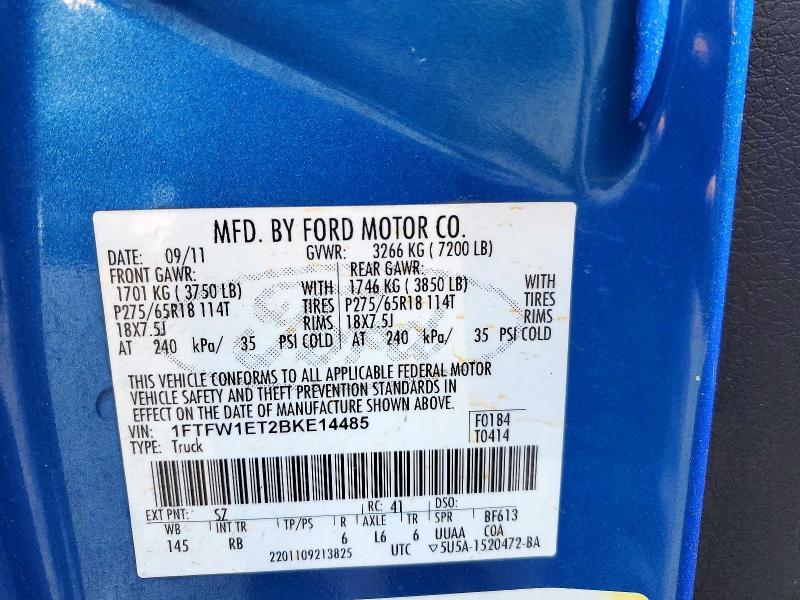 MFD. BY FORD MOTOR CO.
DATE: 09/11 GVWR: 3266 KG ( 7200 LB)
FRONT GAWR: REAR GAWR:
1701 KG ( 3750 LB) WITH 1746 KG ( 3850 LB) WITH
P275/65R18 114T TIRES P275/65R18 114T TIRES
18X7.5J RIMS 18X7.5J RIMS
AT 240 kPa/ 35 PSI COLD AT 240 kPa/ 35 PSI COLD
THIS VEHICLE CONFORMS TO ALL APPLICABLE FEDERAL MOTOR
VEHICLE SAFETY AND THEFT PREVENTION STANDARDS IN
EFFECT ON THE DATE OF MANUFACTURE SHOWN ABOVE.
VIN: 1FTFW1ET2BKE14485 F0184
TYPE: Truck T0414
EXT PNT: SZ RC: 41 DSO:
WB INT TR TP/PS R AXLE TR SPR BF613
145 RB 6 L6 6 UUAA COA
2201109213825 UTC ▽5U5A-1520472-BA